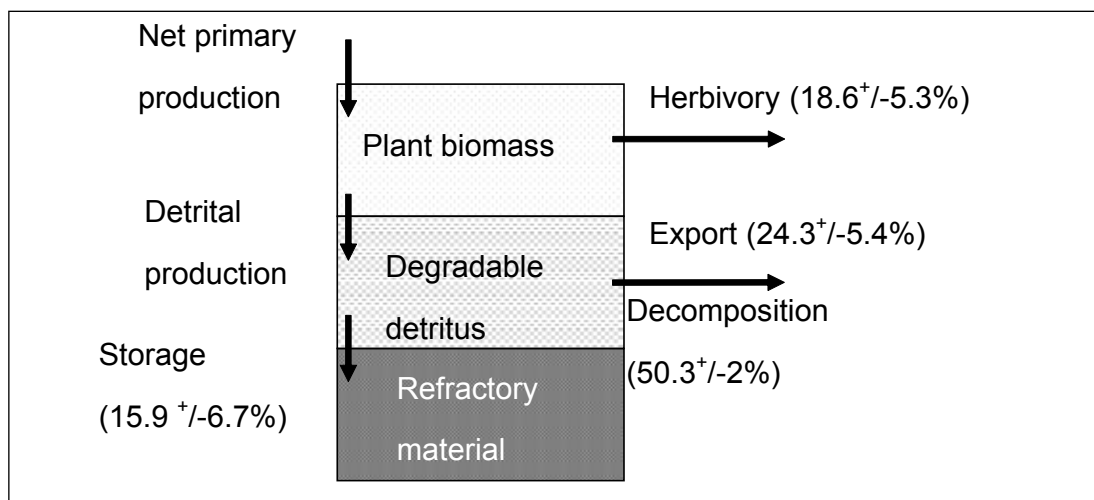 Net primary
production
Plant biomass
Herbivory (18.6⁺/-5.3%)
Detrital
production
Degradable
detritus
Export (24.3⁺/-5.4%)
Decomposition
(50.3⁺/-2%)
Storage
(15.9 ⁺/-6.7%)
Refractory
material